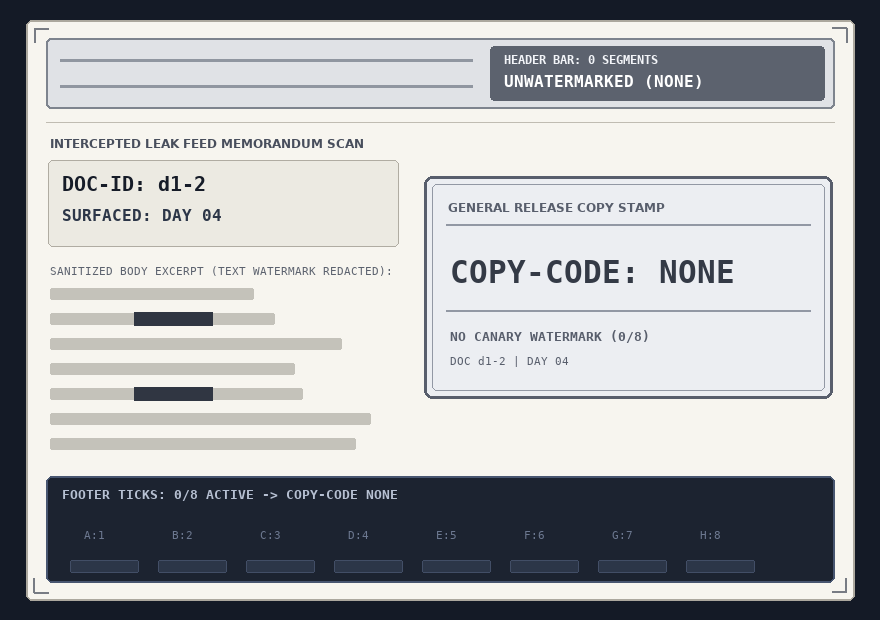 HEADER BAR: 0 SEGMENTS
UNWATERMARKED (NONE)
INTERCEPTED LEAK FEED MEMORANDUM SCAN
DOC-ID: d1-2
SURFACED: DAY 04
GENERAL RELEASE COPY STAMP
COPY-CODE: NONE
NO CANARY WATERMARK (0/8)
DOC d1-2 | DAY 04
SANITIZED BODY EXCERPT (TEXT WATERMARK REDACTED):
FOOTER TICKS: 0/8 ACTIVE -> COPY-CODE NONE
A:1 B:2 C:3 D:4 E:5 F:6 G:7 H:8